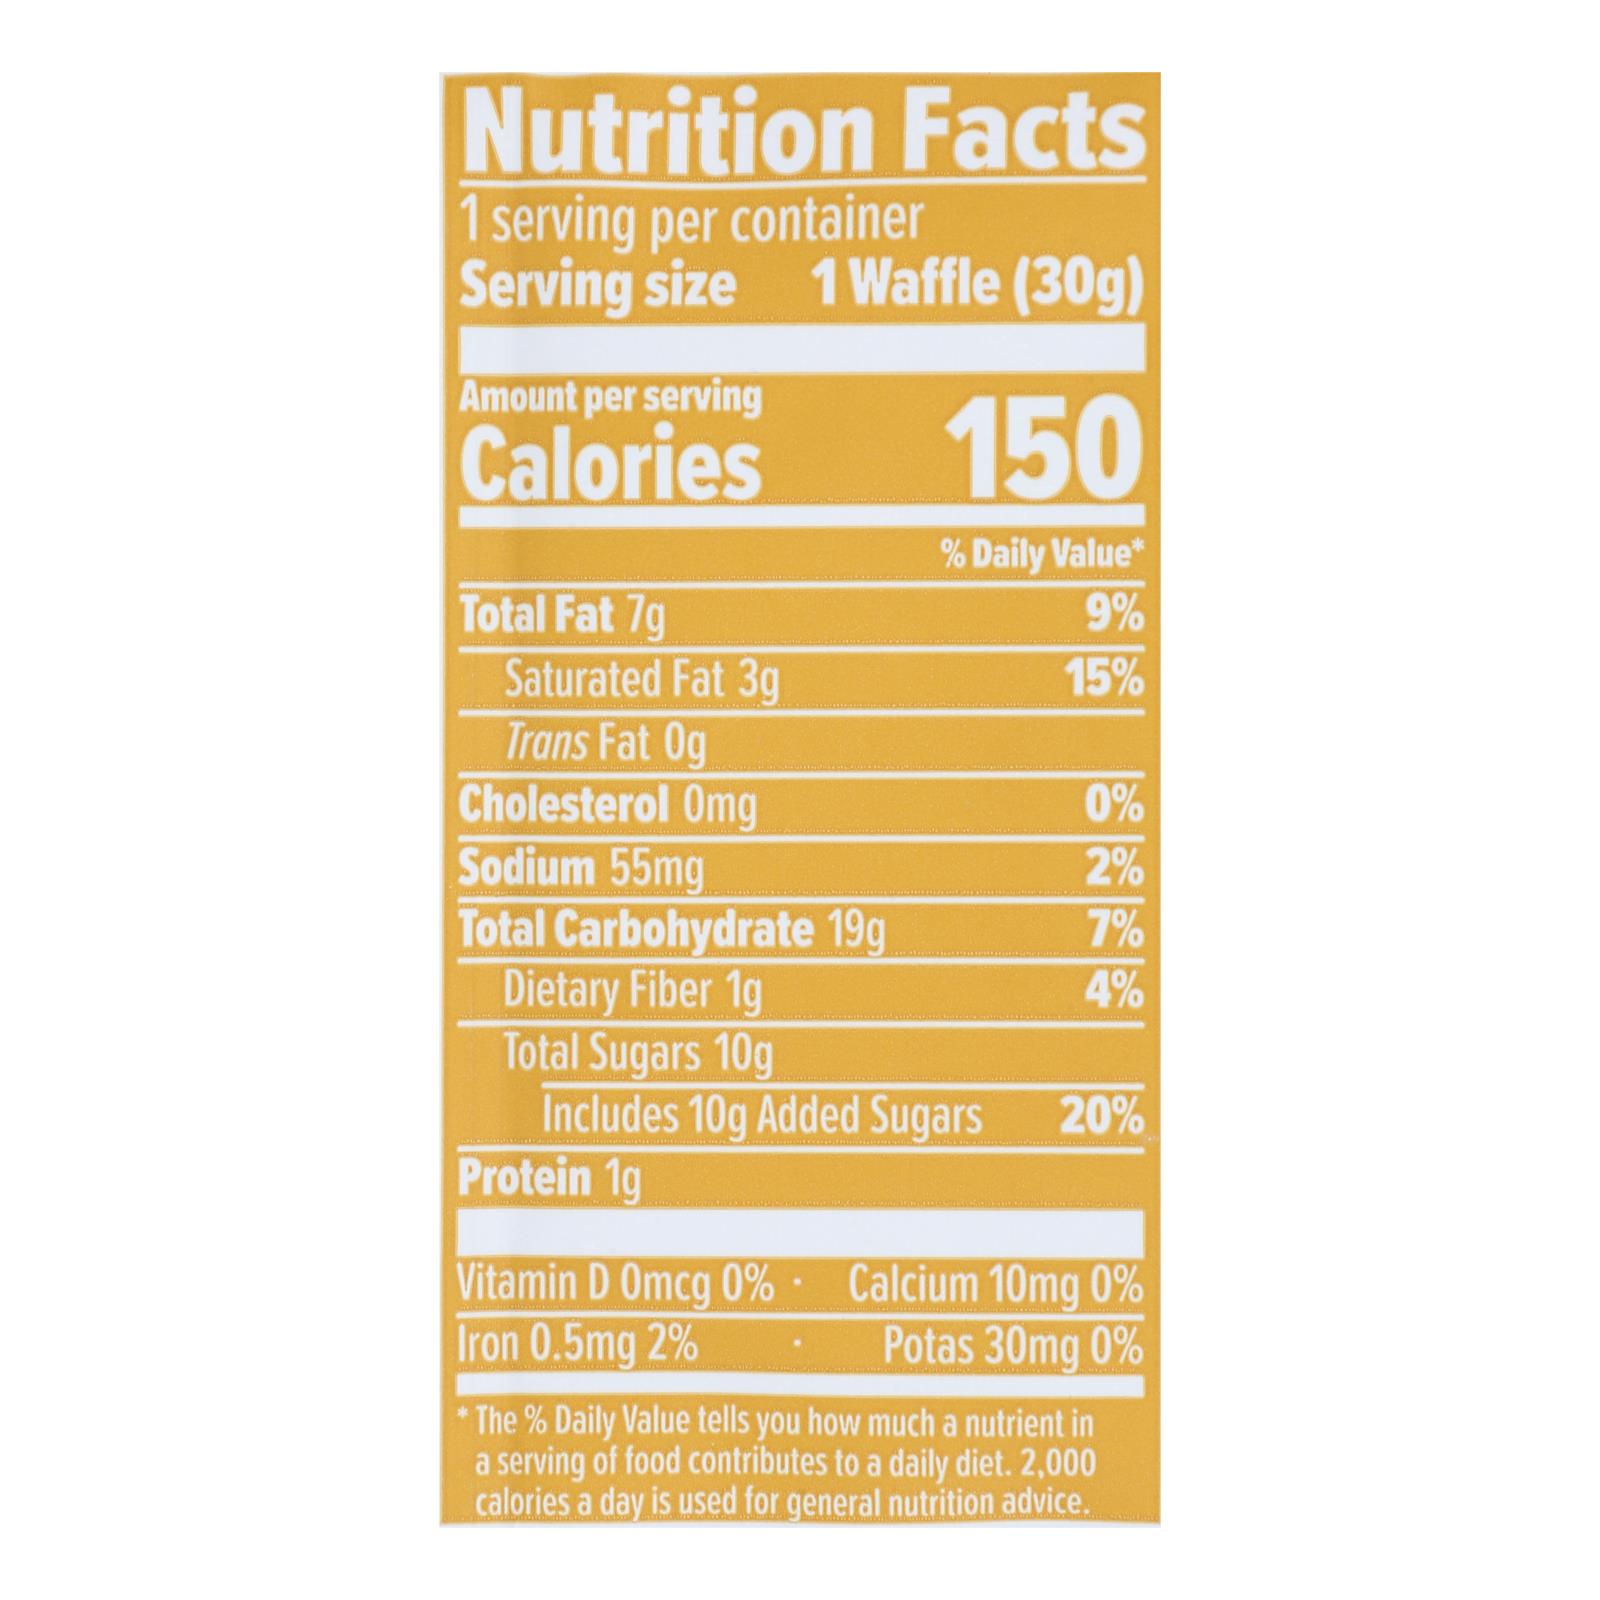 Nutrition Facts
1 serving per container
Serving size 1 Waffle (30g)
Amount per serving
Calories 150
% Daily Value*
Total Fat 7g 9%
Saturated Fat 3g 15%
Trans Fat 0g
Cholesterol 0mg 0%
Sodium 55mg 2%
Total Carbohydrate 19g 7%
Dietary Fiber 1g 4%
Total Sugars 10g
Includes 10g Added Sugars 20%
Protein 1g
Vitamin D 0mcg 0% · Calcium 10mg 0%
Iron 0.5mg 2% · Potas 30mg 0%
* The % Daily Value tells you how much a nutrient in
a serving of food contributes to a daily diet. 2,000
calories a day is used for general nutrition advice.